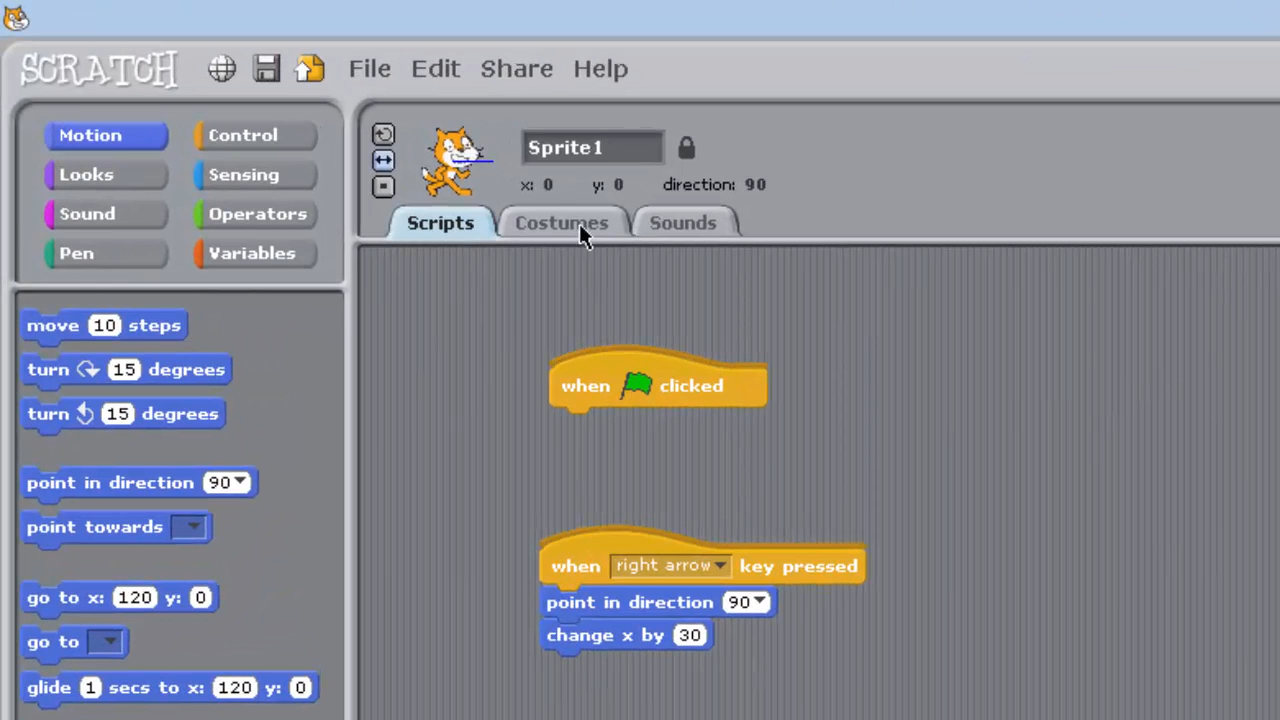 SCRATCH File Edit Share Help
Motion Control
Looks Sensing
Sound Operators
Pen Variables
Sprite1
x: 0 y: 0 direction: 90
Scripts Costumes Sounds
move 10 steps
turn 15 degrees
turn 15 degrees
point in direction 90
point towards
go to x: 120 y: 0
go to
glide 1 secs to x: 120 y: 0
when clicked
when right arrow key pressed
point in direction 90
change x by 30